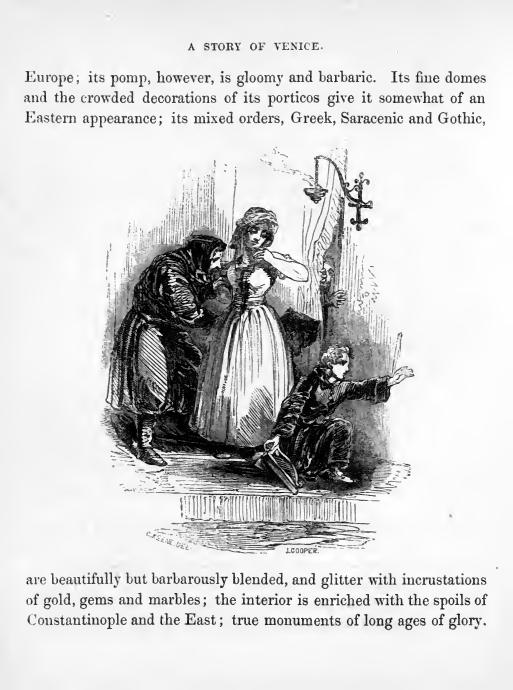 A STORY OF VENICE.
Europe; its pomp, however, is gloomy and barbaric. Its fine domes
and the crowded decorations of its porticos give it somewhat of an
Eastern appearance; its mixed orders, Greek, Saracenic and Gothic,
C. KEENE DEL
J. COOPER.
are beautifully but barbarously blended, and glitter with incrustations
of gold, gems and marbles; the interior is enriched with the spoils of
Constantinople and the East; true monuments of long ages of glory.